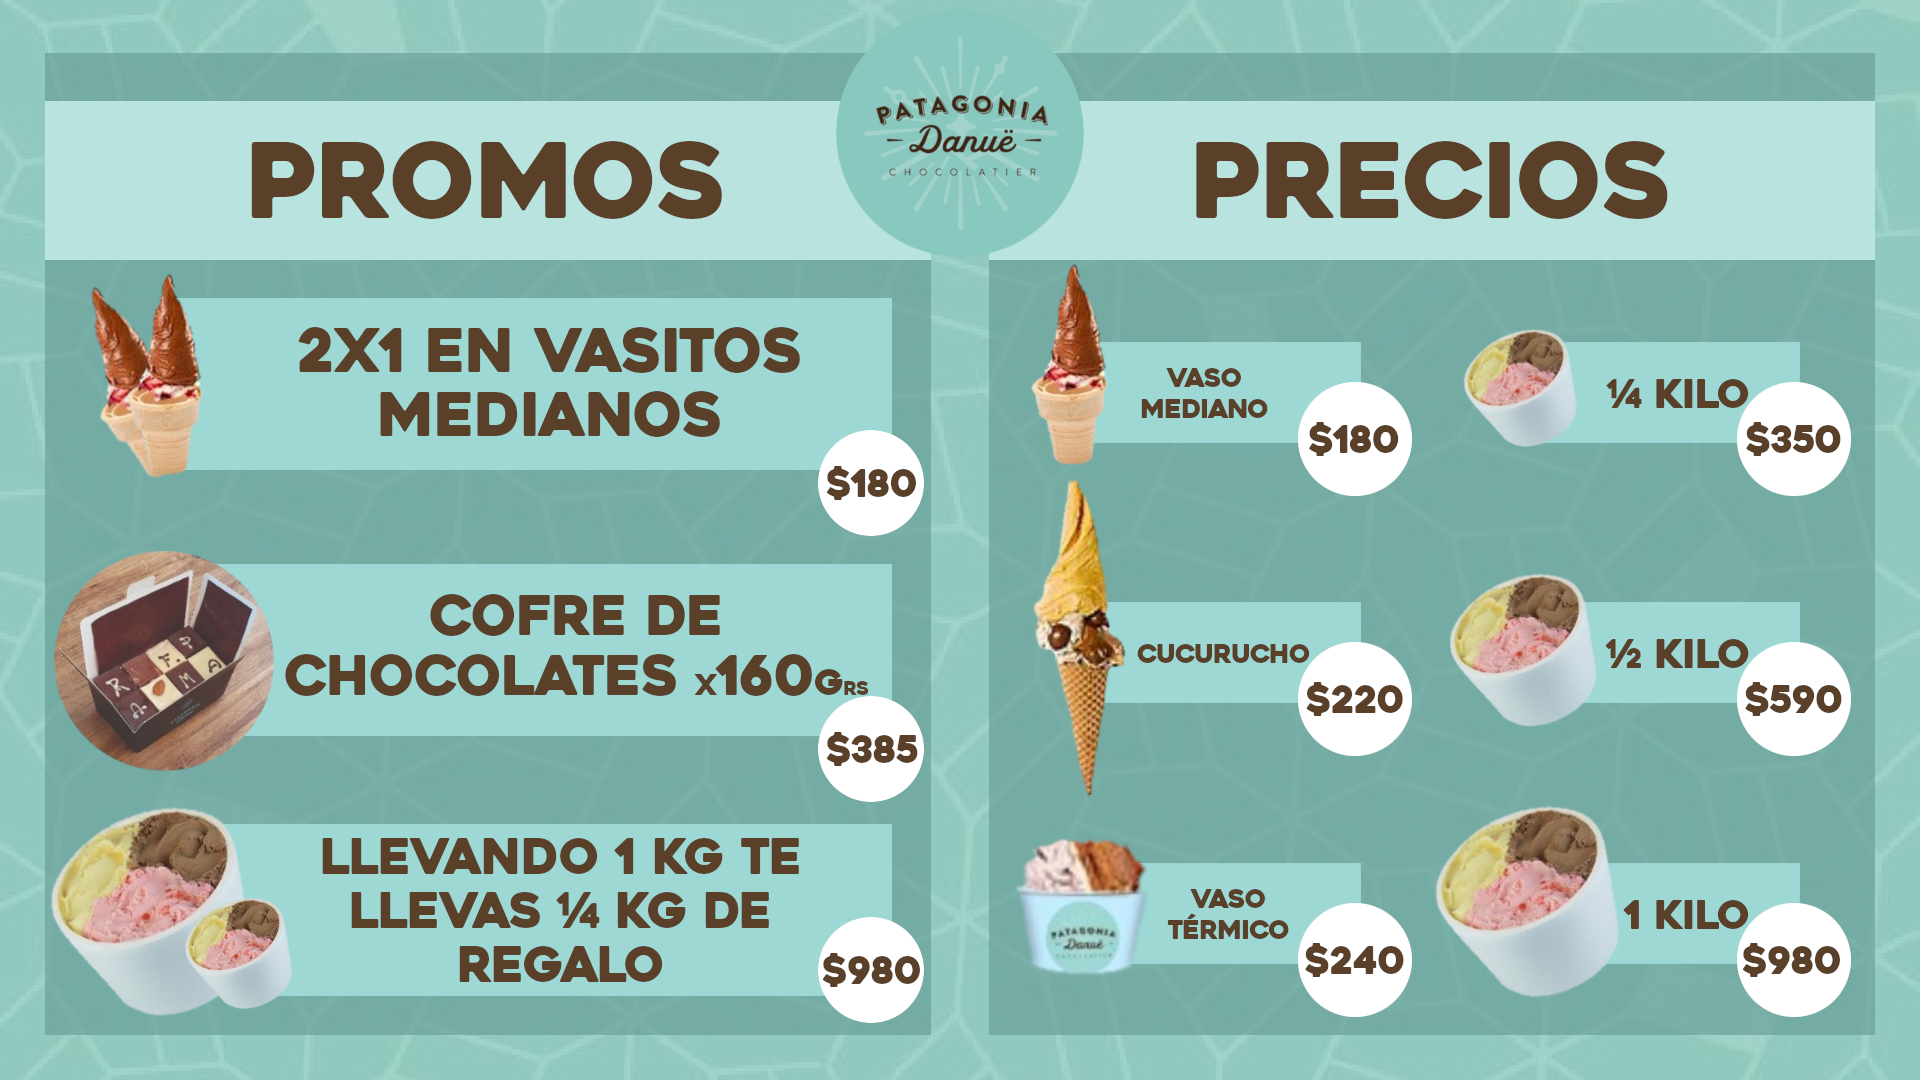 PATAGONIA
Danuë
CHOCOLATIER
PROMOS
2X1 EN VASITOS
MEDIANOS
$180
COFRE DE
CHOCOLATES x160GRS
$385
LLEVANDO 1 KG TE
LLEVAS ¼ KG DE
REGALO
$980
PRECIOS
VASO
MEDIANO
$180
¼ KILO
$350
CUCURUCHO
$220
½ KILO
$590
PATAGONIA
Danuë
VASO
TÉRMICO
$240
1 KILO
$980